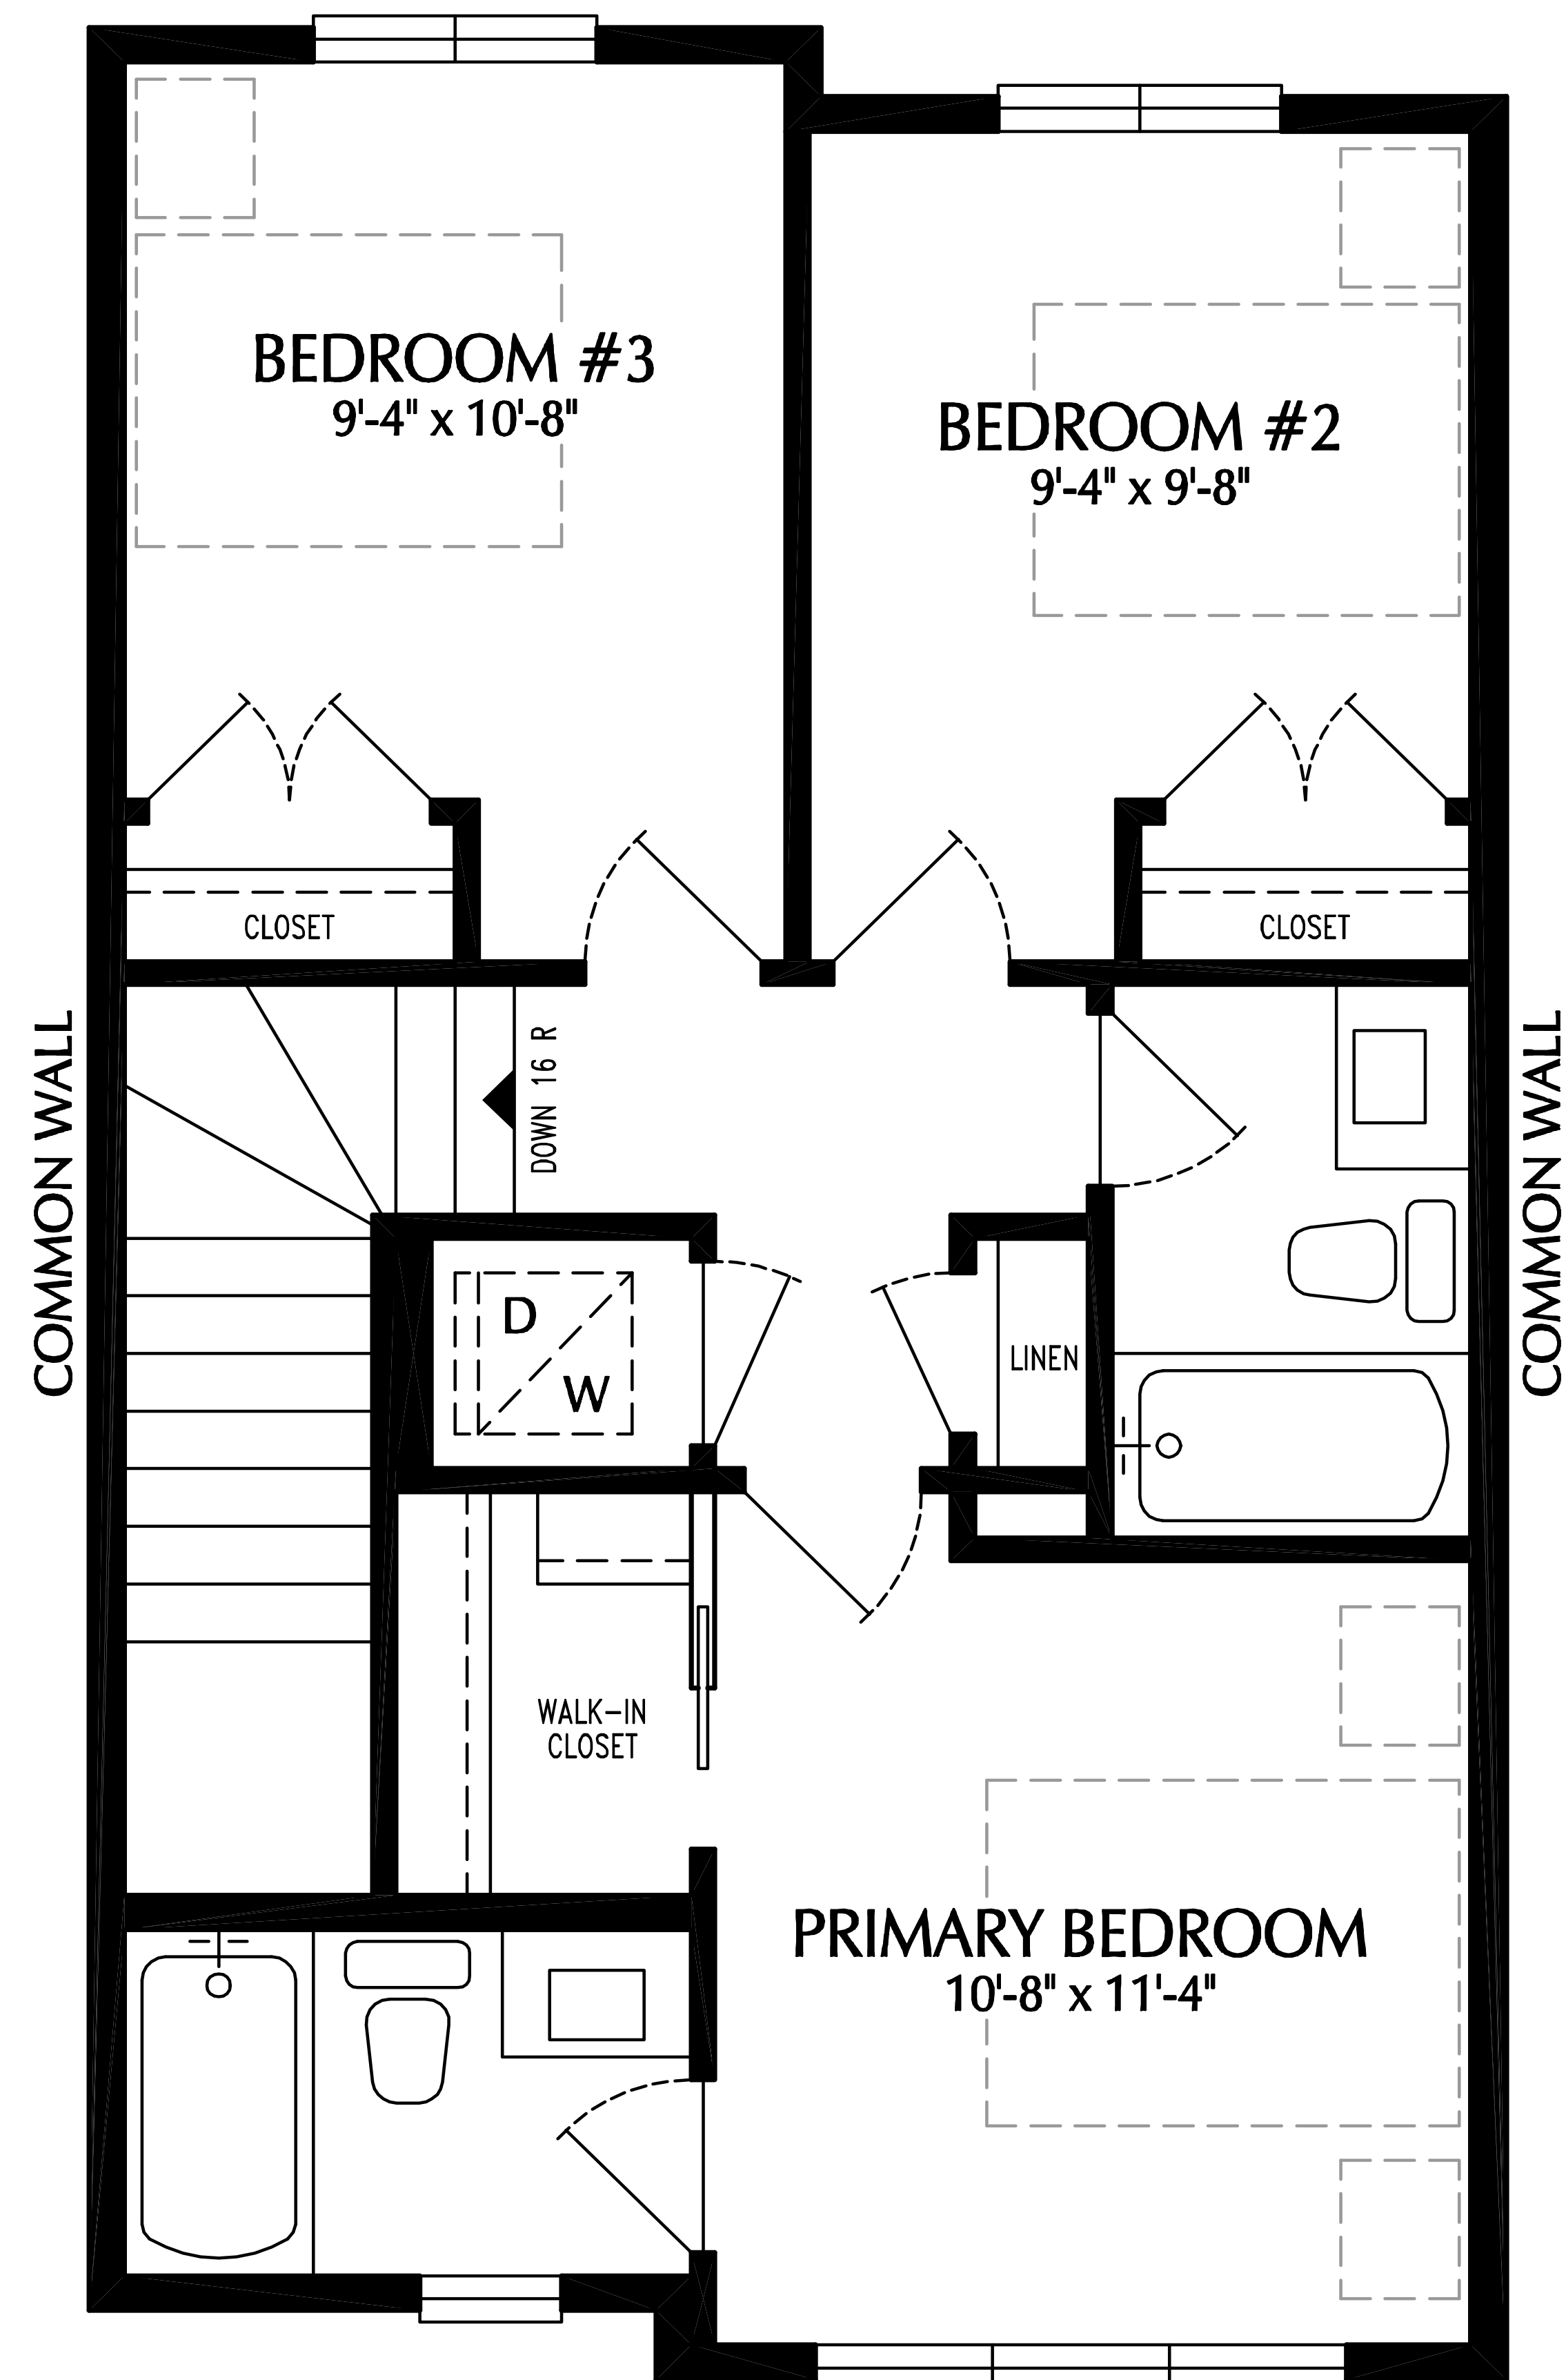 BEDROOM #3
9'-4" x 10'-8"
BEDROOM #2
9'-4" x 9'-8"
CLOSET
CLOSET
COMMON WALL
DOWN 16 R
COMMON WALL
D
W
LINEN
WALK-IN
CLOSET
PRIMARY BEDROOM
10'-8" x 11'-4"